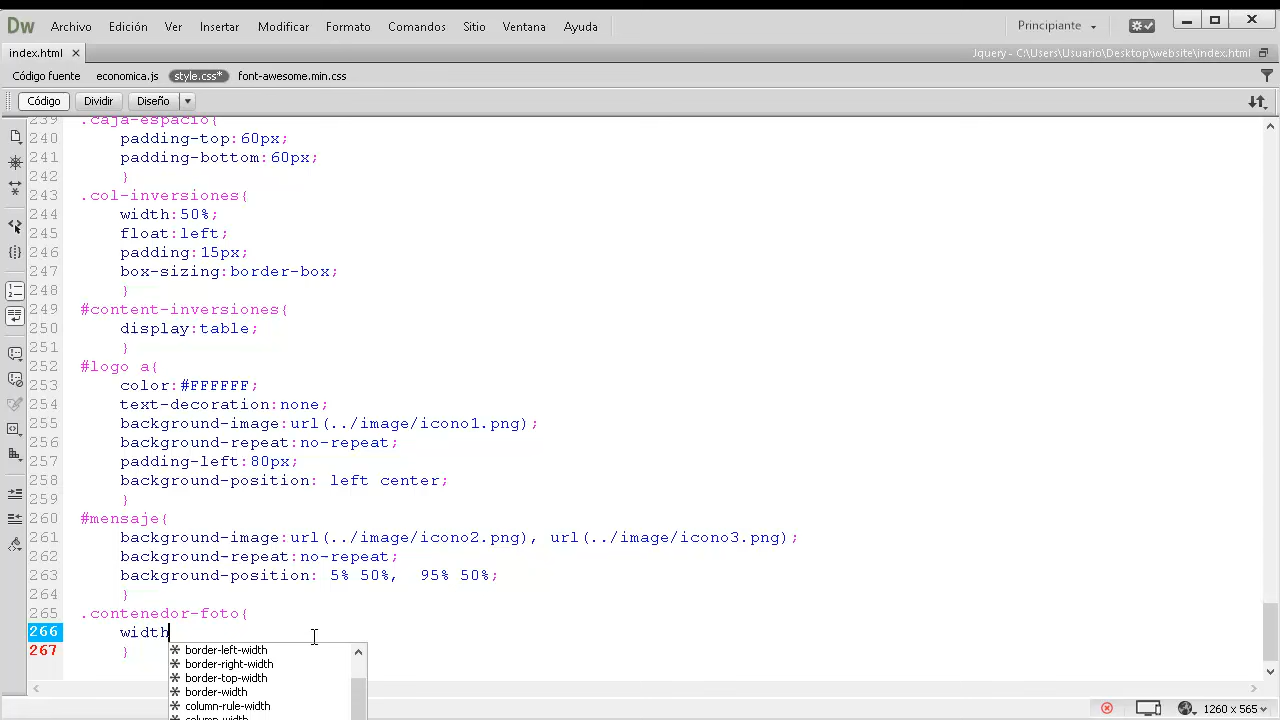 Dw Archivo Edición Ver Insertar Modificar Formato Comandos Sitio Ventana Ayuda Principiante
index.html × Jquery - C:\Users\Usuario\Desktop\website\index.html
Código fuente economica.js style.css* font-awesome.min.css
Código Dividir Diseño
239 .caja-espacio{
240 padding-top:60px;
241 padding-bottom:60px;
242 }
243 .col-inversiones{
244 width:50%;
245 float:left;
246 padding:15px;
247 box-sizing:border-box;
248 }
249 #content-inversiones{
250 display:table;
251 }
252 #logo a{
253 color:#FFFFFF;
254 text-decoration:none;
255 background-image:url(../image/icono1.png);
256 background-repeat:no-repeat;
257 padding-left:80px;
258 background-position: left center;
259 }
260 #mensaje{
261 background-image:url(../image/icono2.png), url(../image/icono3.png);
262 background-repeat:no-repeat;
263 background-position: 5% 50%, 95% 50%;
264 }
265 .contenedor-foto{
266 width
267 }
border-left-width
border-right-width
border-top-width
border-width
column-rule-width
column-width
1260 x 565